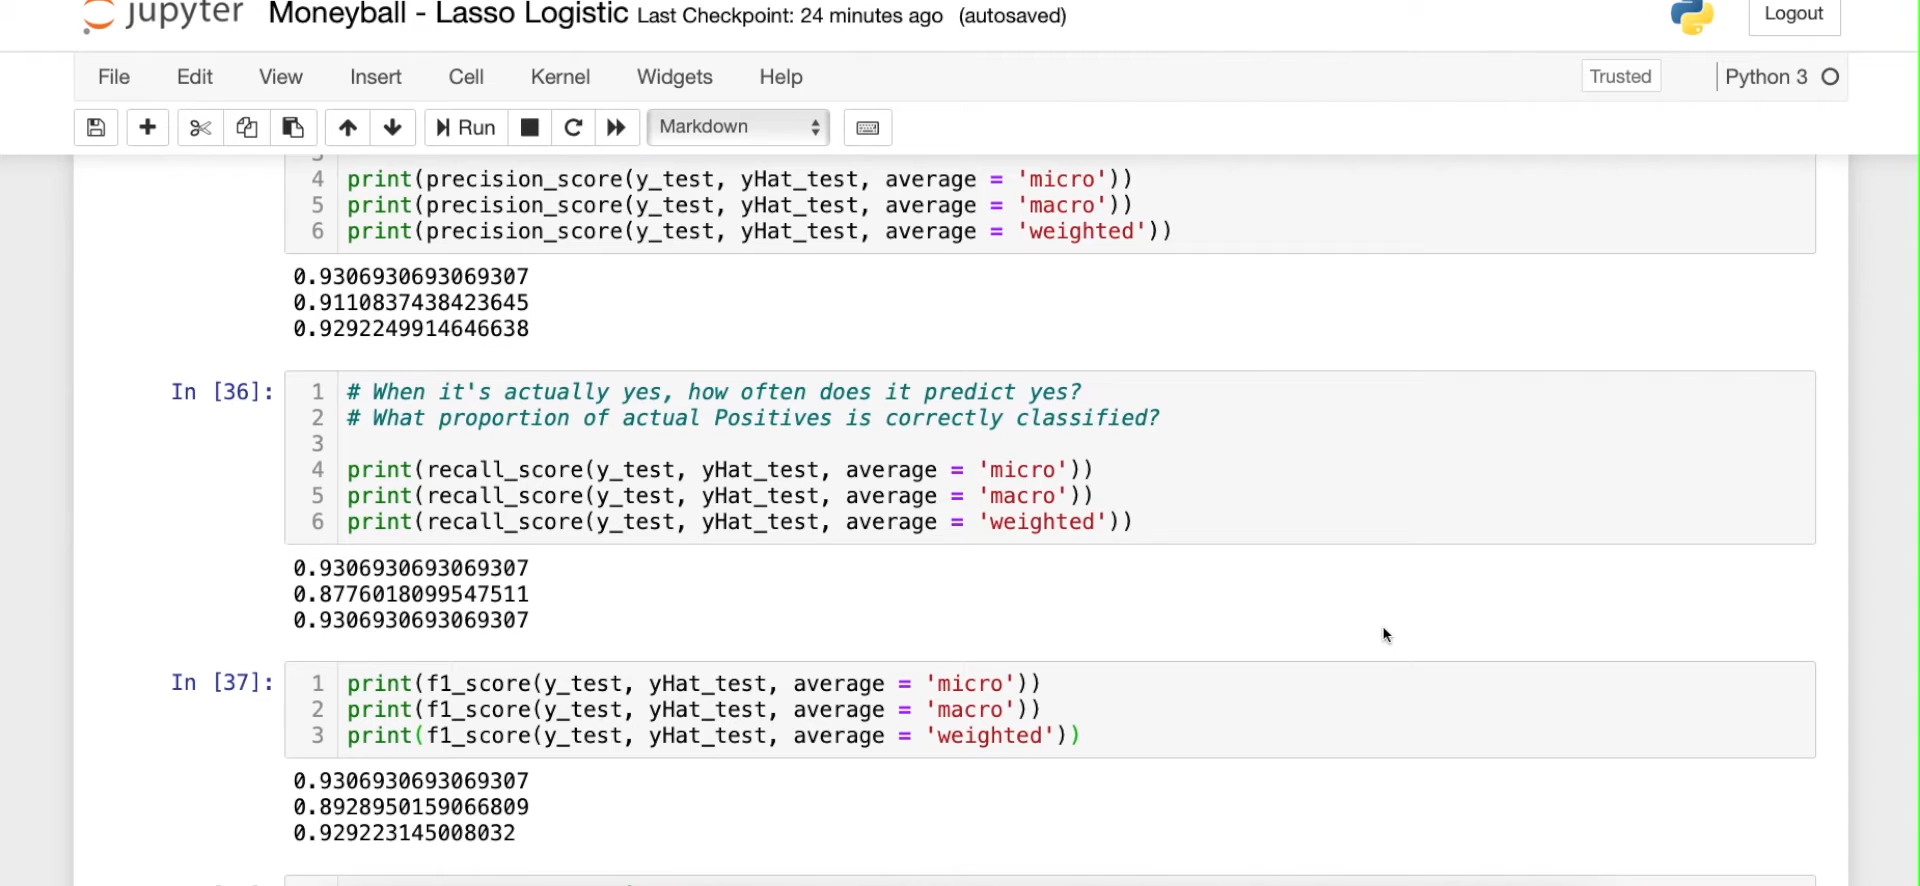 jupyter Moneyball - Lasso Logistic Last Checkpoint: 24 minutes ago (autosaved) Logout
File Edit View Insert Cell Kernel Widgets Help Trusted Python 3
Run Markdown
3
4 print(precision_score(y_test, yHat_test, average = 'micro'))
5 print(precision_score(y_test, yHat_test, average = 'macro'))
6 print(precision_score(y_test, yHat_test, average = 'weighted'))
0.9306930693069307
0.9110837438423645
0.9292249914646638
In [36]: 1 # When it's actually yes, how often does it predict yes?
2 # What proportion of actual Positives is correctly classified?
3
4 print(recall_score(y_test, yHat_test, average = 'micro'))
5 print(recall_score(y_test, yHat_test, average = 'macro'))
6 print(recall_score(y_test, yHat_test, average = 'weighted'))
0.9306930693069307
0.8776018099547511
0.9306930693069307
In [37]: 1 print(f1_score(y_test, yHat_test, average = 'micro'))
2 print(f1_score(y_test, yHat_test, average = 'macro'))
3 print(f1_score(y_test, yHat_test, average = 'weighted'))
0.9306930693069307
0.8928950159066809
0.929223145008032